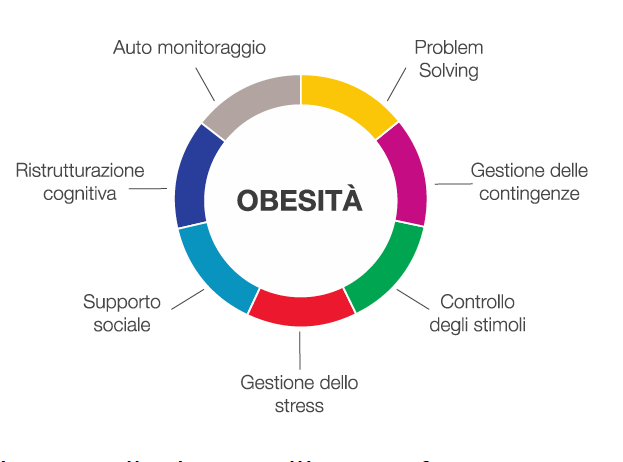 Auto monitoraggio
Problem
Solving
Ristrutturazione
cognitiva
OBESITÀ
Gestione delle
contingenze
Supporto
sociale
Controllo
degli stimoli
Gestione dello
stress